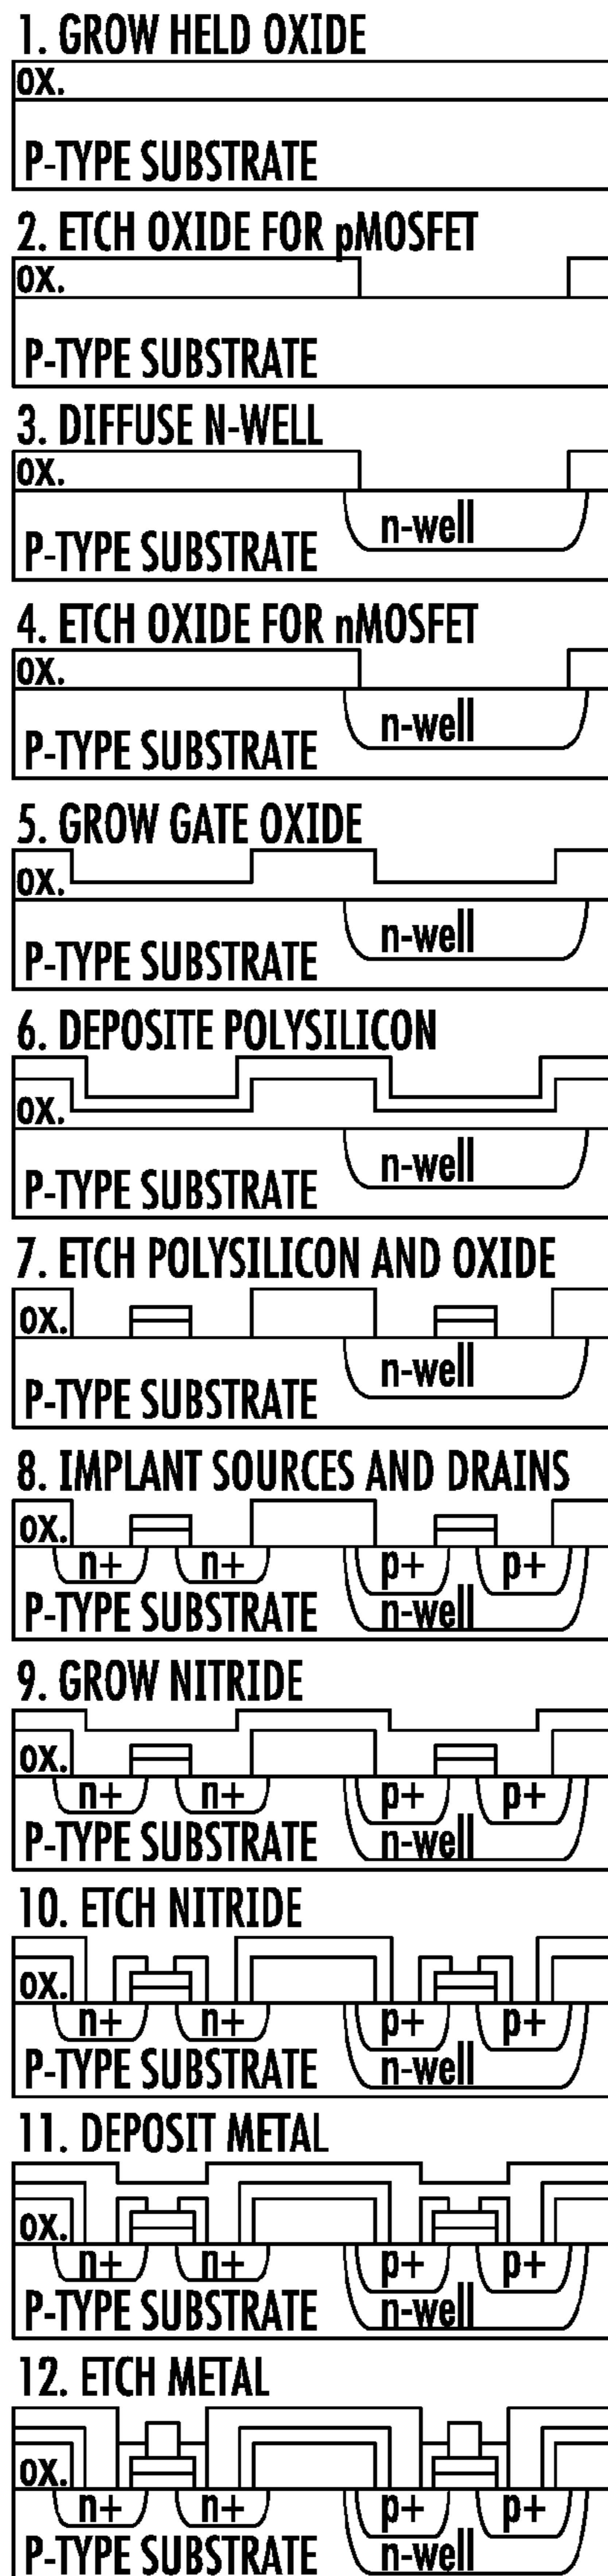 1. GROW HELD OXIDE
OX.
P-TYPE SUBSTRATE
2. ETCH OXIDE FOR pMOSFET
OX.
P-TYPE SUBSTRATE
3. DIFFUSE N-WELL
OX.
n-well
P-TYPE SUBSTRATE
4. ETCH OXIDE FOR nMOSFET
OX.
n-well
P-TYPE SUBSTRATE
5. GROW GATE OXIDE
OX.
n-well
P-TYPE SUBSTRATE
6. DEPOSITE POLYSILICON
OX.
n-well
P-TYPE SUBSTRATE
7. ETCH POLYSILICON AND OXIDE
OX.
n-well
P-TYPE SUBSTRATE
8. IMPLANT SOURCES AND DRAINS
OX.
n+ n+ p+ p+
P-TYPE SUBSTRATE n-well
9. GROW NITRIDE
OX.
n+ n+ p+ p+
P-TYPE SUBSTRATE n-well
10. ETCH NITRIDE
OX.
n+ n+ p+ p+
P-TYPE SUBSTRATE n-well
11. DEPOSIT METAL
OX.
n+ n+ p+ p+
P-TYPE SUBSTRATE n-well
12. ETCH METAL
OX.
n+ n+ p+ p+
P-TYPE SUBSTRATE n-well